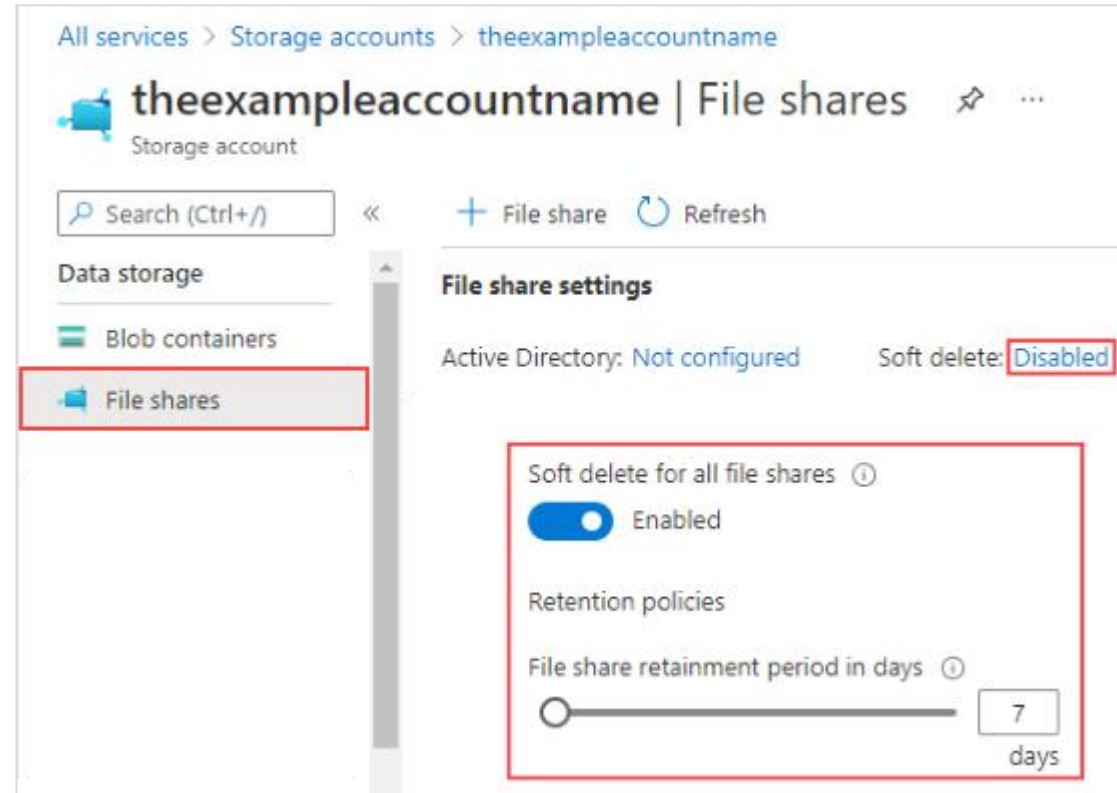 All services > Storage accounts > theexampleaccountname
theexampleaccountname | File shares ...
Storage account
Search (Ctrl+/) «
+ File share Refresh
Data storage
File share settings
Blob containers
Active Directory: Not configured Soft delete: Disabled
File shares
Soft delete for all file shares
Enabled
Retention policies
File share retainment period in days
7
days